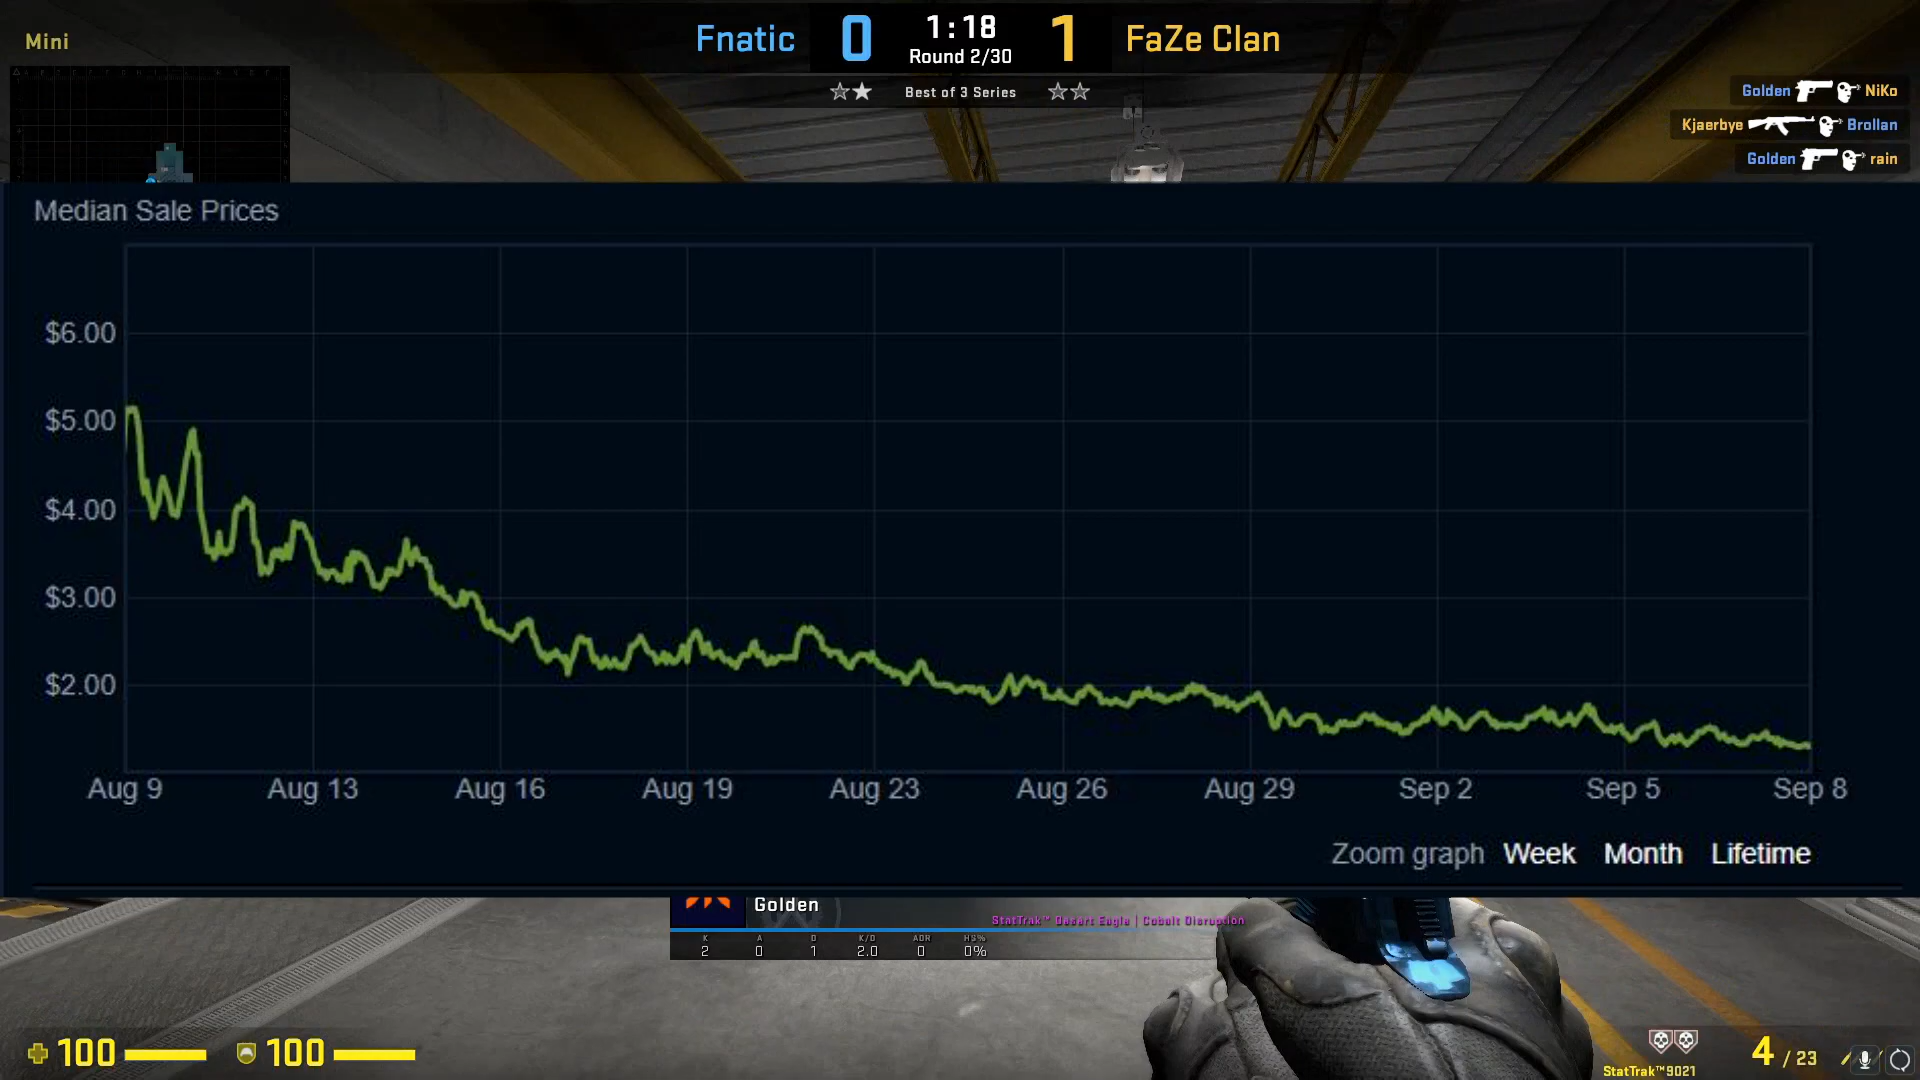 Mini
Fnatic 0 1:18 1 FaZe Clan
Round 2/30
Best of 3 Series
Golden NiKo
Kjaerbye Brollan
Golden rain
Median Sale Prices
$6.00
$5.00
$4.00
$3.00
$2.00
Aug 9 Aug 13 Aug 16 Aug 19 Aug 23 Aug 26 Aug 29 Sep 2 Sep 5 Sep 8
Zoom graph Week Month Lifetime
Golden
StatTrak™ Desert Eagle | Cobalt Disruption
K A D K/D ADR HS%
2 0 1 2.0 0 0%
100 100
4 / 23
StatTrak™9021